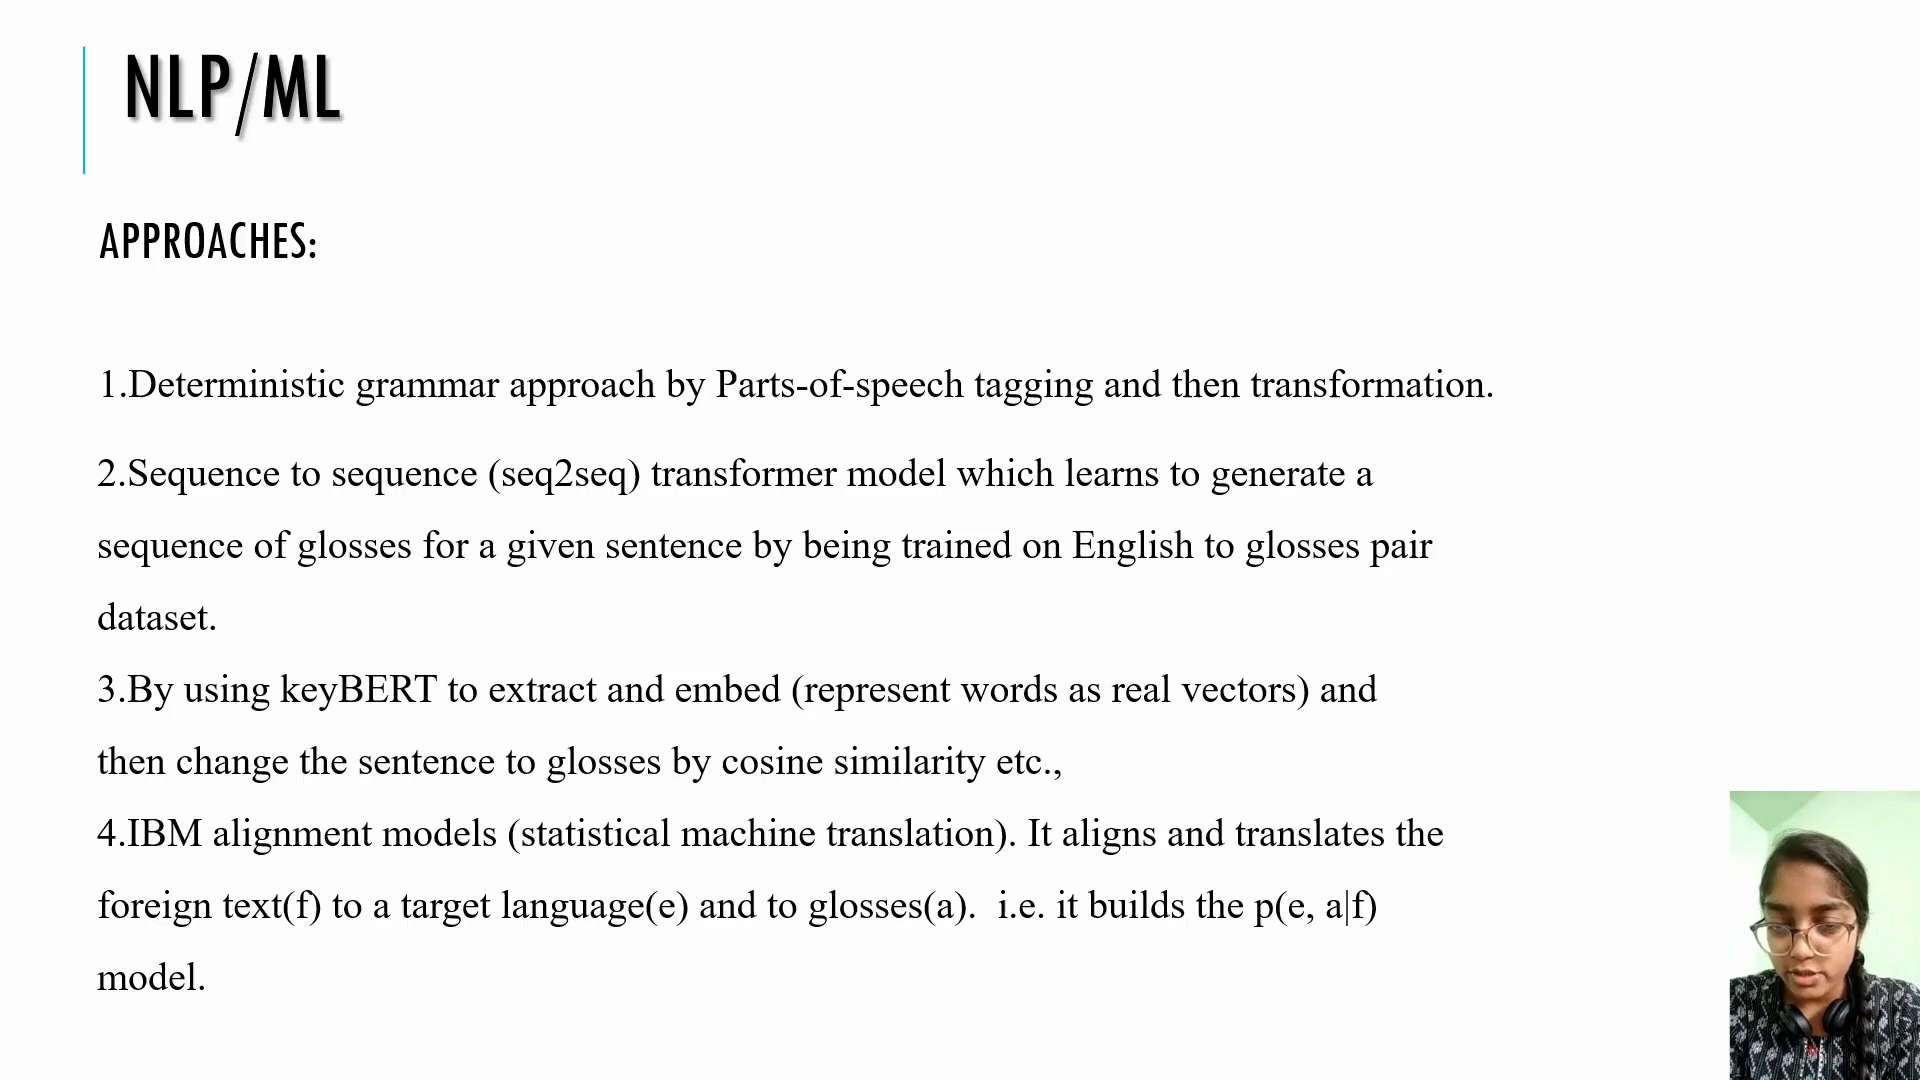 NLP/ML
APPROACHES:
1.Deterministic grammar approach by Parts-of-speech tagging and then transformation.
2.Sequence to sequence (seq2seq) transformer model which learns to generate a
sequence of glosses for a given sentence by being trained on English to glosses pair
dataset.
3.By using keyBERT to extract and embed (represent words as real vectors) and
then change the sentence to glosses by cosine similarity etc.,
4.IBM alignment models (statistical machine translation). It aligns and translates the
foreign text(f) to a target language(e) and to glosses(a).  i.e. it builds the p(e, a|f)
model.